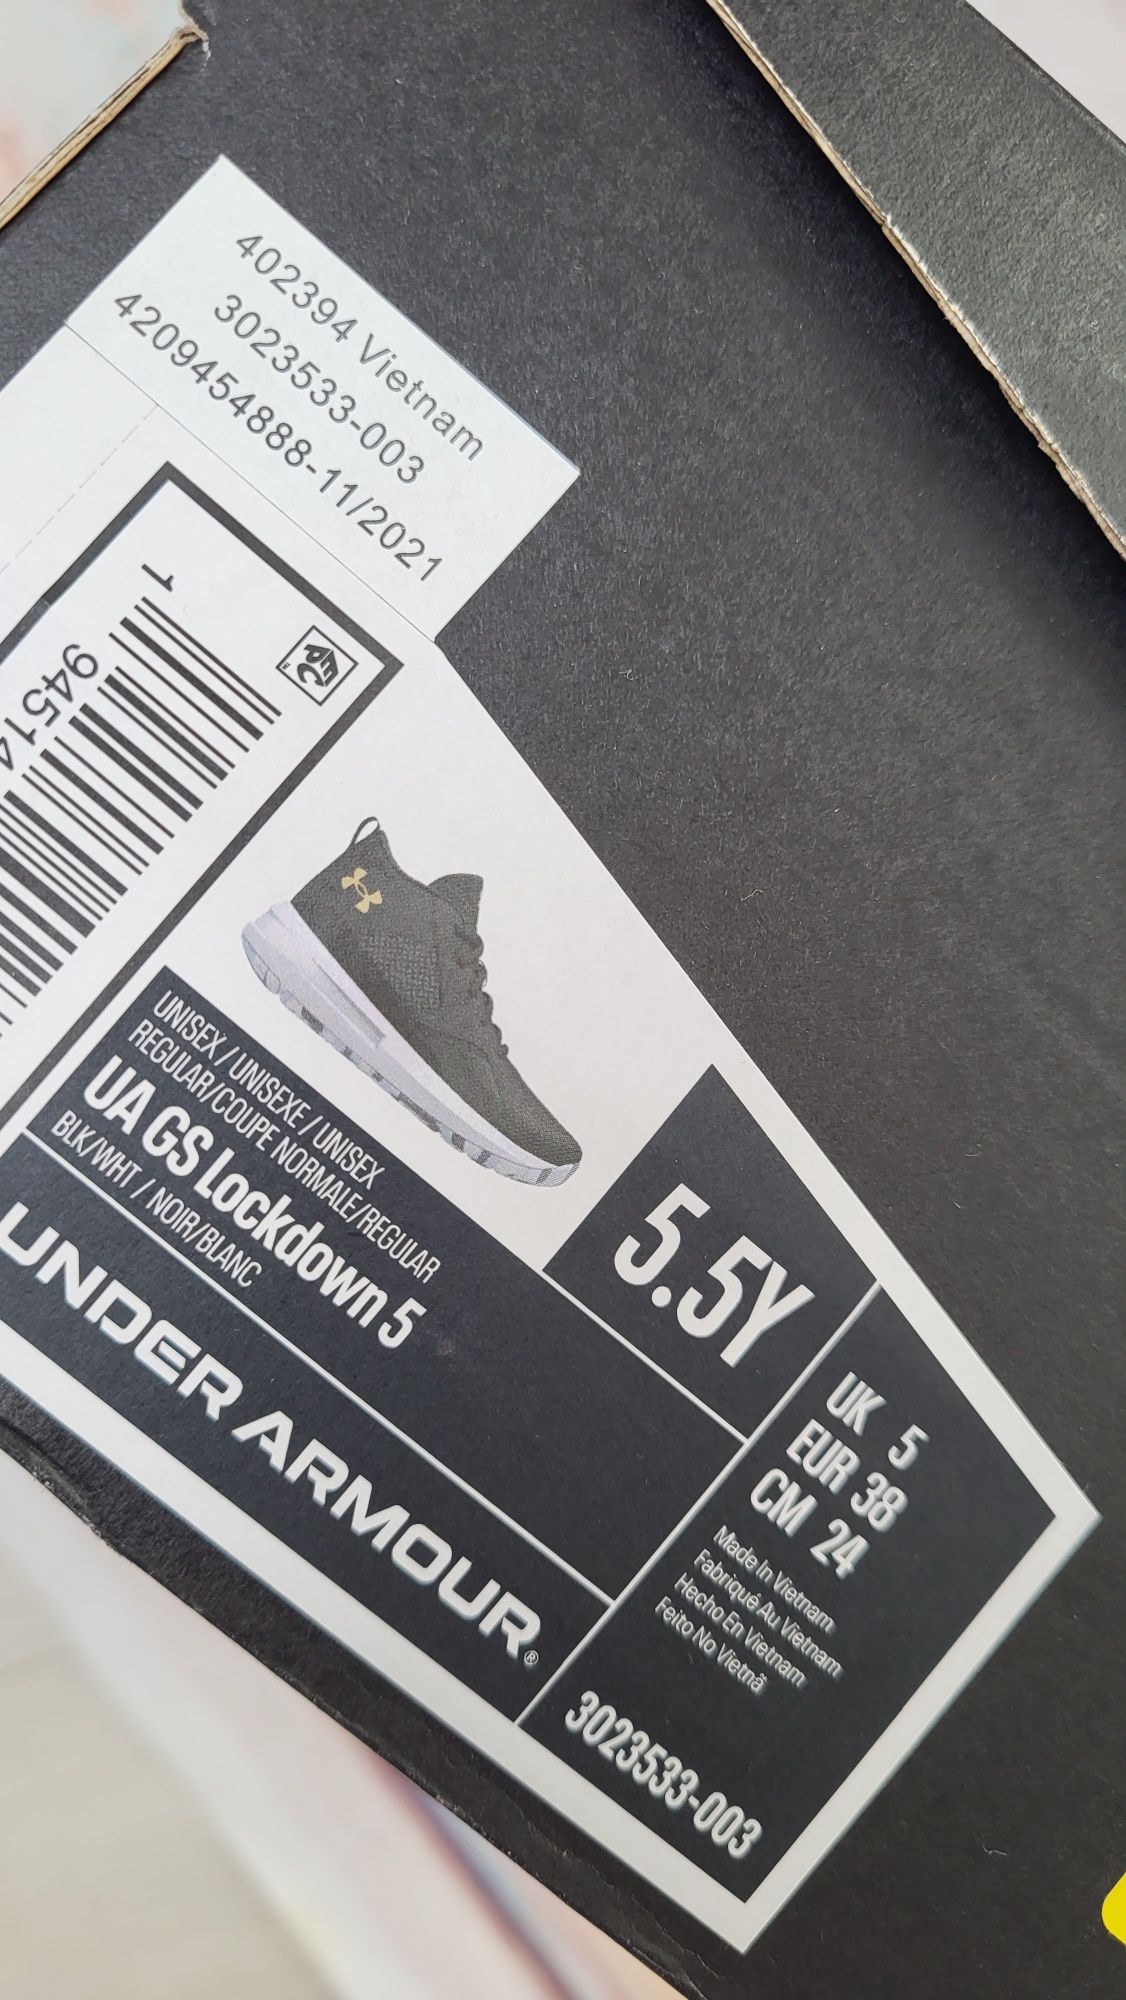 402394 Vietnam
3023533-003
4209454888-11/2021
1
94514
UNISEX / UNISEXE / UNISEX
REGULAR/COUPE NORMALE/REGULAR
UA GS Lockdown 5
BLK/WHT / NOIR/BLANC
UNDER ARMOUR®
5.5Y
UK 5
EUR 38
CM 24
Made In Vietnam
Fabriqué Au Vietnam
Hecho En Vietnam
Feito No Vietnã
3023533-003